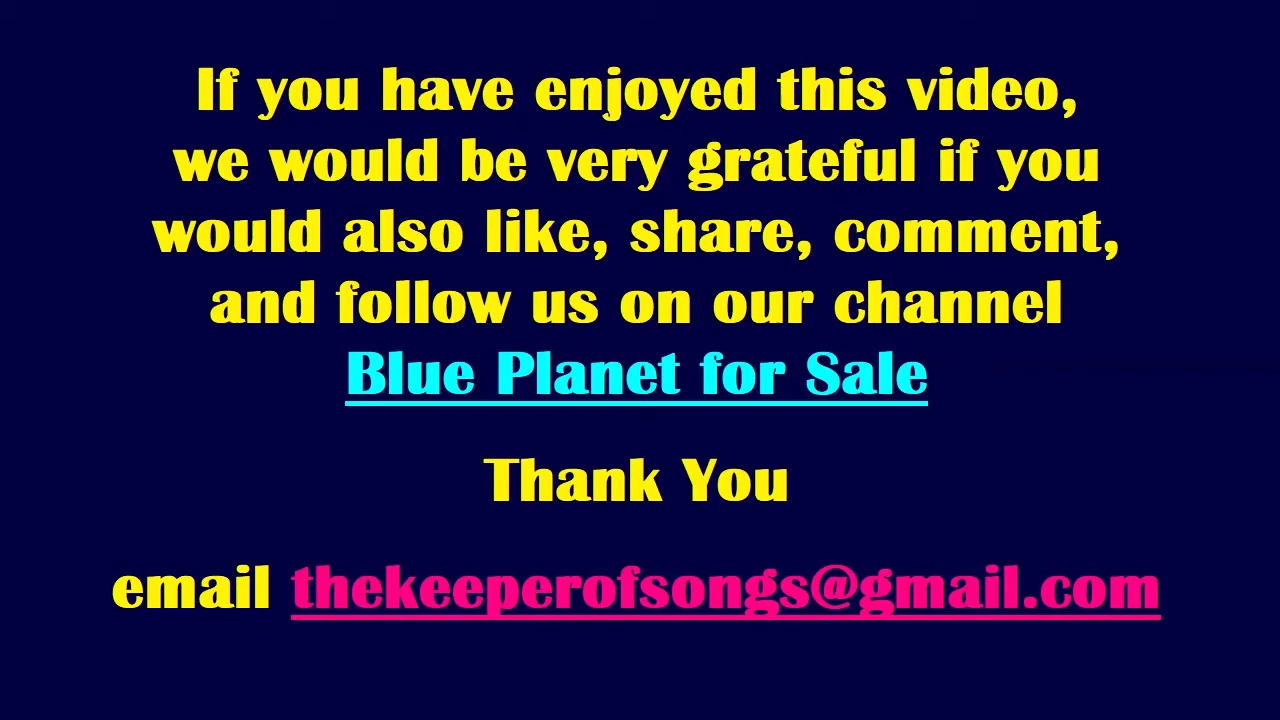 If you have enjoyed this video,
we would be very grateful if you
would also like, share, comment,
and follow us on our channel
Blue Planet for Sale
Thank You
email thekeeperofsongs@gmail.com